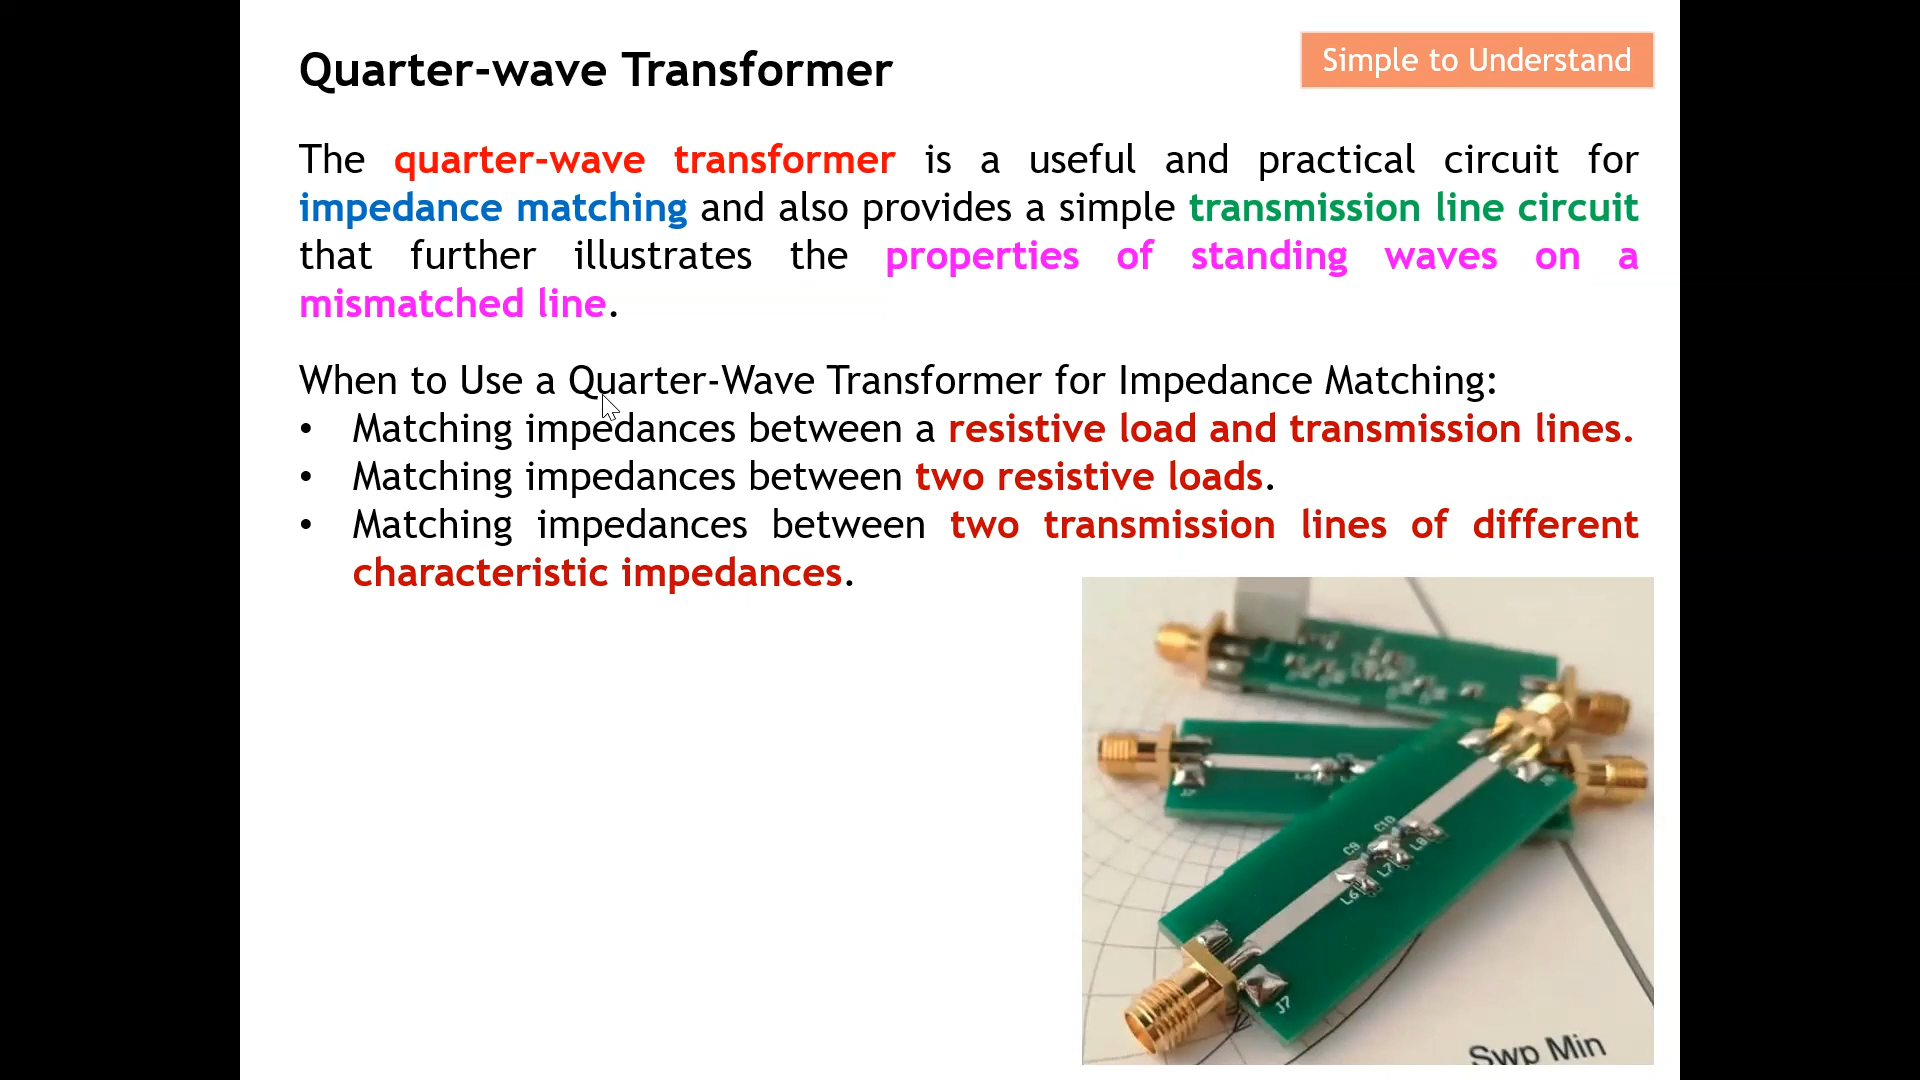 Quarter-wave Transformer
Simple to Understand
The quarter-wave transformer is a useful and practical circuit for
impedance matching and also provides a simple transmission line circuit
that further illustrates the properties of standing waves on a
mismatched line.
When to Use a Quarter-Wave Transformer for Impedance Matching:
• Matching impedances between a resistive load and transmission lines.
• Matching impedances between two resistive loads.
• Matching impedances between two transmission lines of different
characteristic impedances.
C10
C9
L8
L7
L6
J7
Swp Min